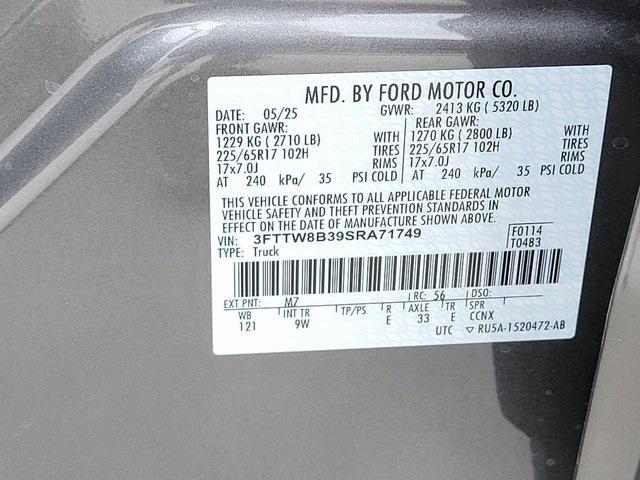 MFD. BY FORD MOTOR CO.
DATE: 05/25 GVWR: 2413 KG ( 5320 LB)
FRONT GAWR: REAR GAWR:
1229 KG ( 2710 LB) WITH 1270 KG ( 2800 LB) WITH
225/65R17 102H TIRES 225/65R17 102H TIRES
17x7.0J RIMS 17x7.0J RIMS
AT 240 kPa/ 35 PSI COLD AT 240 kPa/ 35 PSI COLD
THIS VEHICLE CONFORMS TO ALL APPLICABLE FEDERAL MOTOR
VEHICLE SAFETY AND THEFT PREVENTION STANDARDS IN
EFFECT ON THE DATE OF MANUFACTURE SHOWN ABOVE.
VIN: 3FTTW8B39SRA71749 F0114
TYPE: Truck T0483
EXT PNT: M7 RC: 56 DSO:
WB INT TR TP/PS R AXLE TR SPR
121 9W E 33 E CCNX
UTC ▽ RU5A-1520472-AB